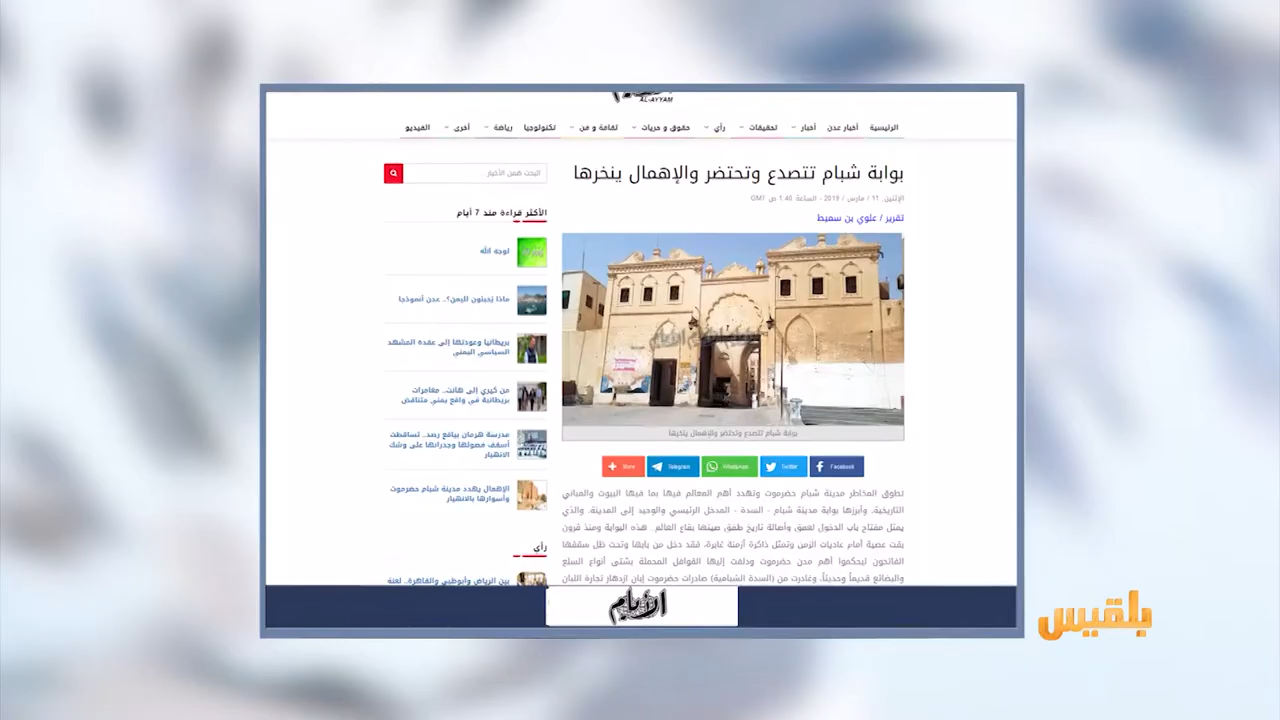 AL-AYYAM
الرئيسية أخبار عدن أخبار تحقيقات رأي حقوق و حريات ثقافة و فن تكنولوجيا رياضة أخرى الفيديو
بوابة شبام تتصدع وتحتضر والإهمال ينخرها
الإثنين, 11 / مارس / 2019 - الساعة 1:40 ص GMT
تقرير / علوي بن سميط
بوابة شبام تتصدع وتحتضر والإهمال ينخرها
Facebook
Twitter
WhatsApp
Telegram
More
تطوق المخاطر مدينة شبام حضرموت وتهدد أهم المعالم فيها بما فيها البيوت والمباني
التاريخية، وأبرزها بوابة مدينة شبام - السدة - المدخل الرئيسي والوحيد إلى المدينة، والذي
يمثل مفتاح باب الدخول لعمق وأصالة تاريخ طبق صيتها بقاع العالم. هذه البوابة ومنذ قرون
بقت عصية أمام عاديات الزمن وتمثل ذاكرة أزمنة غابرة، فقد دخل من بابها وتحت ظل سقفها
الفاتحون ليحكموا أهم مدن حضرموت ودلفت إليها القوافل المحملة بشتى أنواع السلع
والبضائع قديماً وحديثاً، وغادرت من (السدة الشبامية) صادرات حضرموت إبان ازدهار تجارة اللبان
البحث ضمن الأخبار...
الأكثر قراءة منذ 7 أيام
لوجه الله
ماذا يُخبئون لليمن؟.. عدن أنموذجا
بريطانيا وعودتها إلى عقدة المشهد
السياسي اليمني
من كيري إلى هانت.. مغامرات
بريطانية في واقع يمني متناقض
مدرسة هرمان بيافع رصد.. تساقطت
أسقف فصولها وجدرانها على وشك
الانهيار
الإهمال يهدد مدينة شبام حضرموت
وأسوارها بالانهيار
رأي
بين الرياض وأبوظبي والقاهرة.. لعنة
الأيام
بلقيس